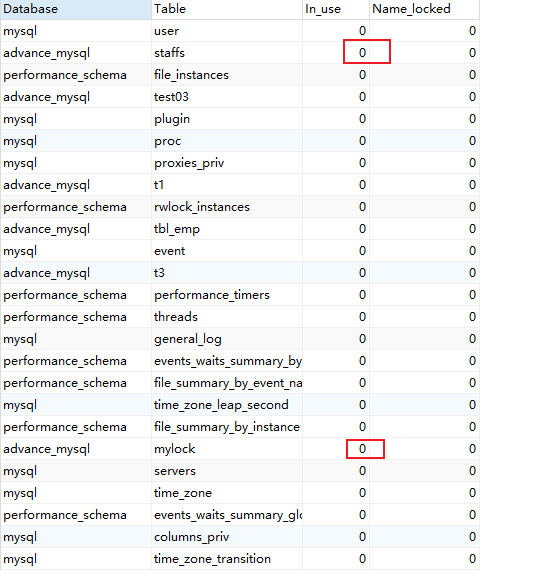 Database Table In_use Name_locked
mysql user 0 0
advance_mysql staffs 0 0
performance_schema file_instances 0 0
advance_mysql test03 0 0
mysql plugin 0 0
mysql proc 0 0
mysql proxies_priv 0 0
advance_mysql t1 0 0
performance_schema rwlock_instances 0 0
advance_mysql tbl_emp 0 0
mysql event 0 0
advance_mysql t3 0 0
performance_schema performance_timers 0 0
performance_schema threads 0 0
mysql general_log 0 0
performance_schema events_waits_summary_by 0 0
performance_schema file_summary_by_event_na 0 0
mysql time_zone_leap_second 0 0
performance_schema file_summary_by_instance 0 0
advance_mysql mylock 0 0
mysql servers 0 0
mysql time_zone 0 0
performance_schema events_waits_summary_glo 0 0
mysql columns_priv 0 0
mysql time_zone_transition 0 0